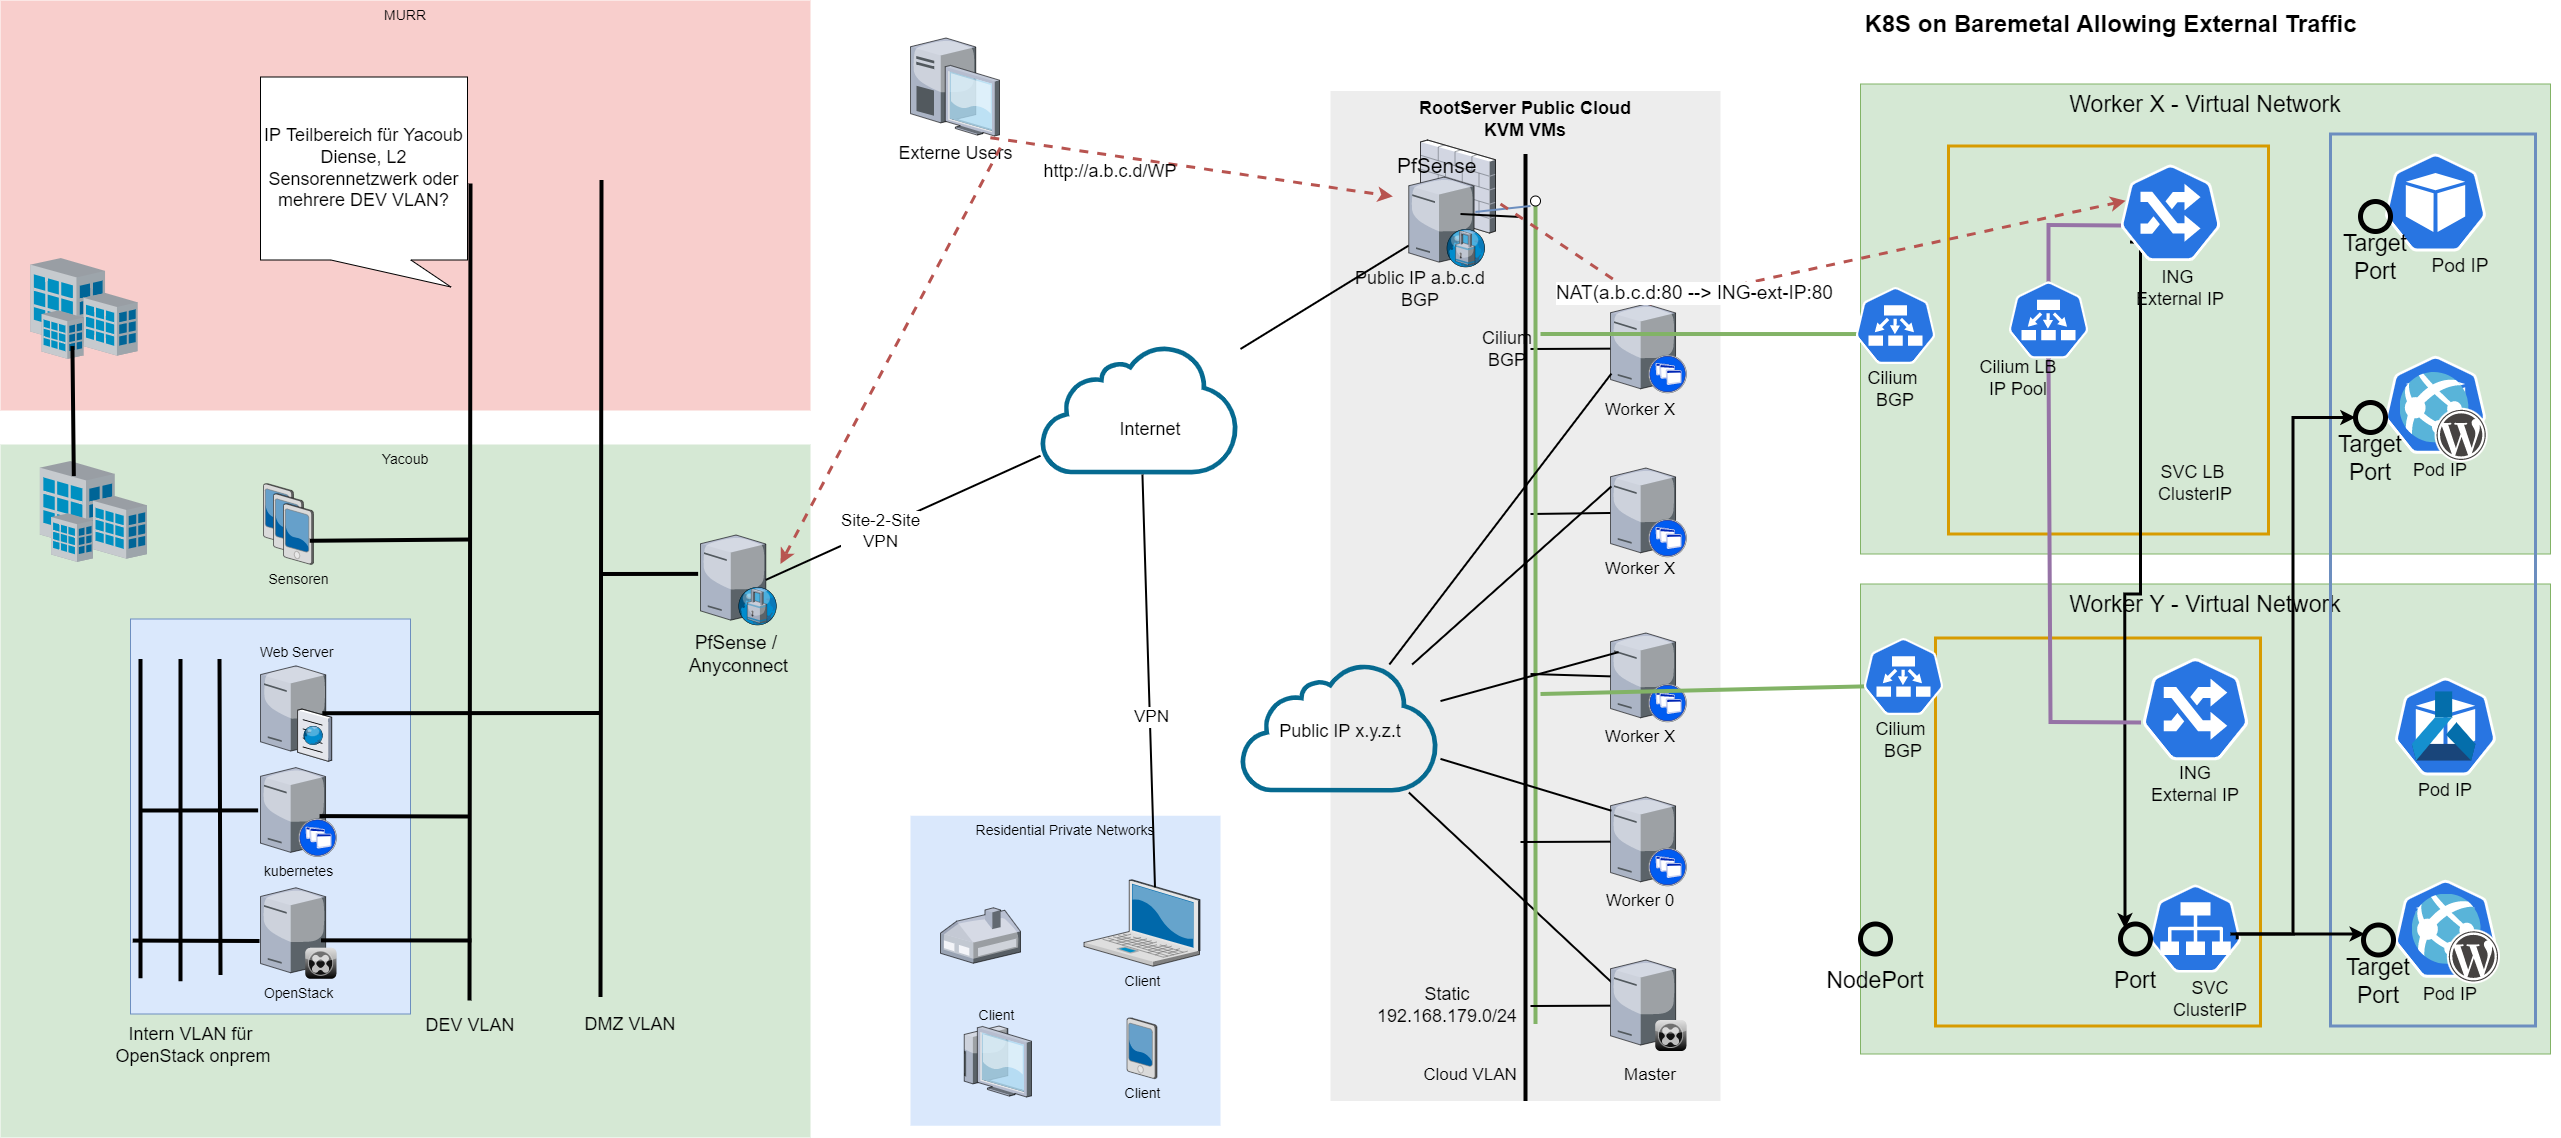 MURR
IP Teilbereich für Yacoub
Diense, L2
Sensorennetzwerk oder
mehrere DEV VLAN?
Yacoub
Sensoren
Web Server
kubernetes
OpenStack
Intern VLAN für
OpenStack onprem
DEV VLAN
DMZ VLAN
PfSense /
Anyconnect
Site-2-Site
VPN
Externe Users
http://a.b.c.d/WP
Internet
VPN
Residential Private Networks
Client
Client
Client
RootServer Public Cloud
KVM VMs
PfSense
Public IP a.b.c.d
BGP
NAT(a.b.c.d:80 --> ING-ext-IP:80
Cilium
BGP
Worker X
Worker X
Worker X
Public IP x.y.z.t
Worker 0
Static
192.168.179.0/24
Cloud VLAN
Master
K8S on Baremetal Allowing External Traffic
Worker X - Virtual Network
Cilium
BGP
ING
External IP
Cilium LB
IP Pool
SVC LB
ClusterIP
Target
Port
Pod IP
Target
Port
Pod IP
Worker Y - Virtual Network
Cilium
BGP
ING
External IP
Pod IP
NodePort
Port
SVC
ClusterIP
Target
Port
Pod IP